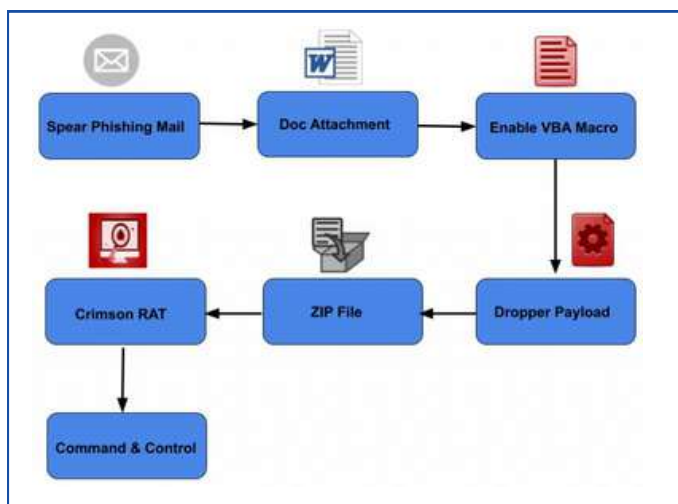 Spear Phishing Mail
Doc Attachment
Enable VBA Macro
Dropper Payload
ZIP File
Crimson RAT
Command & Control